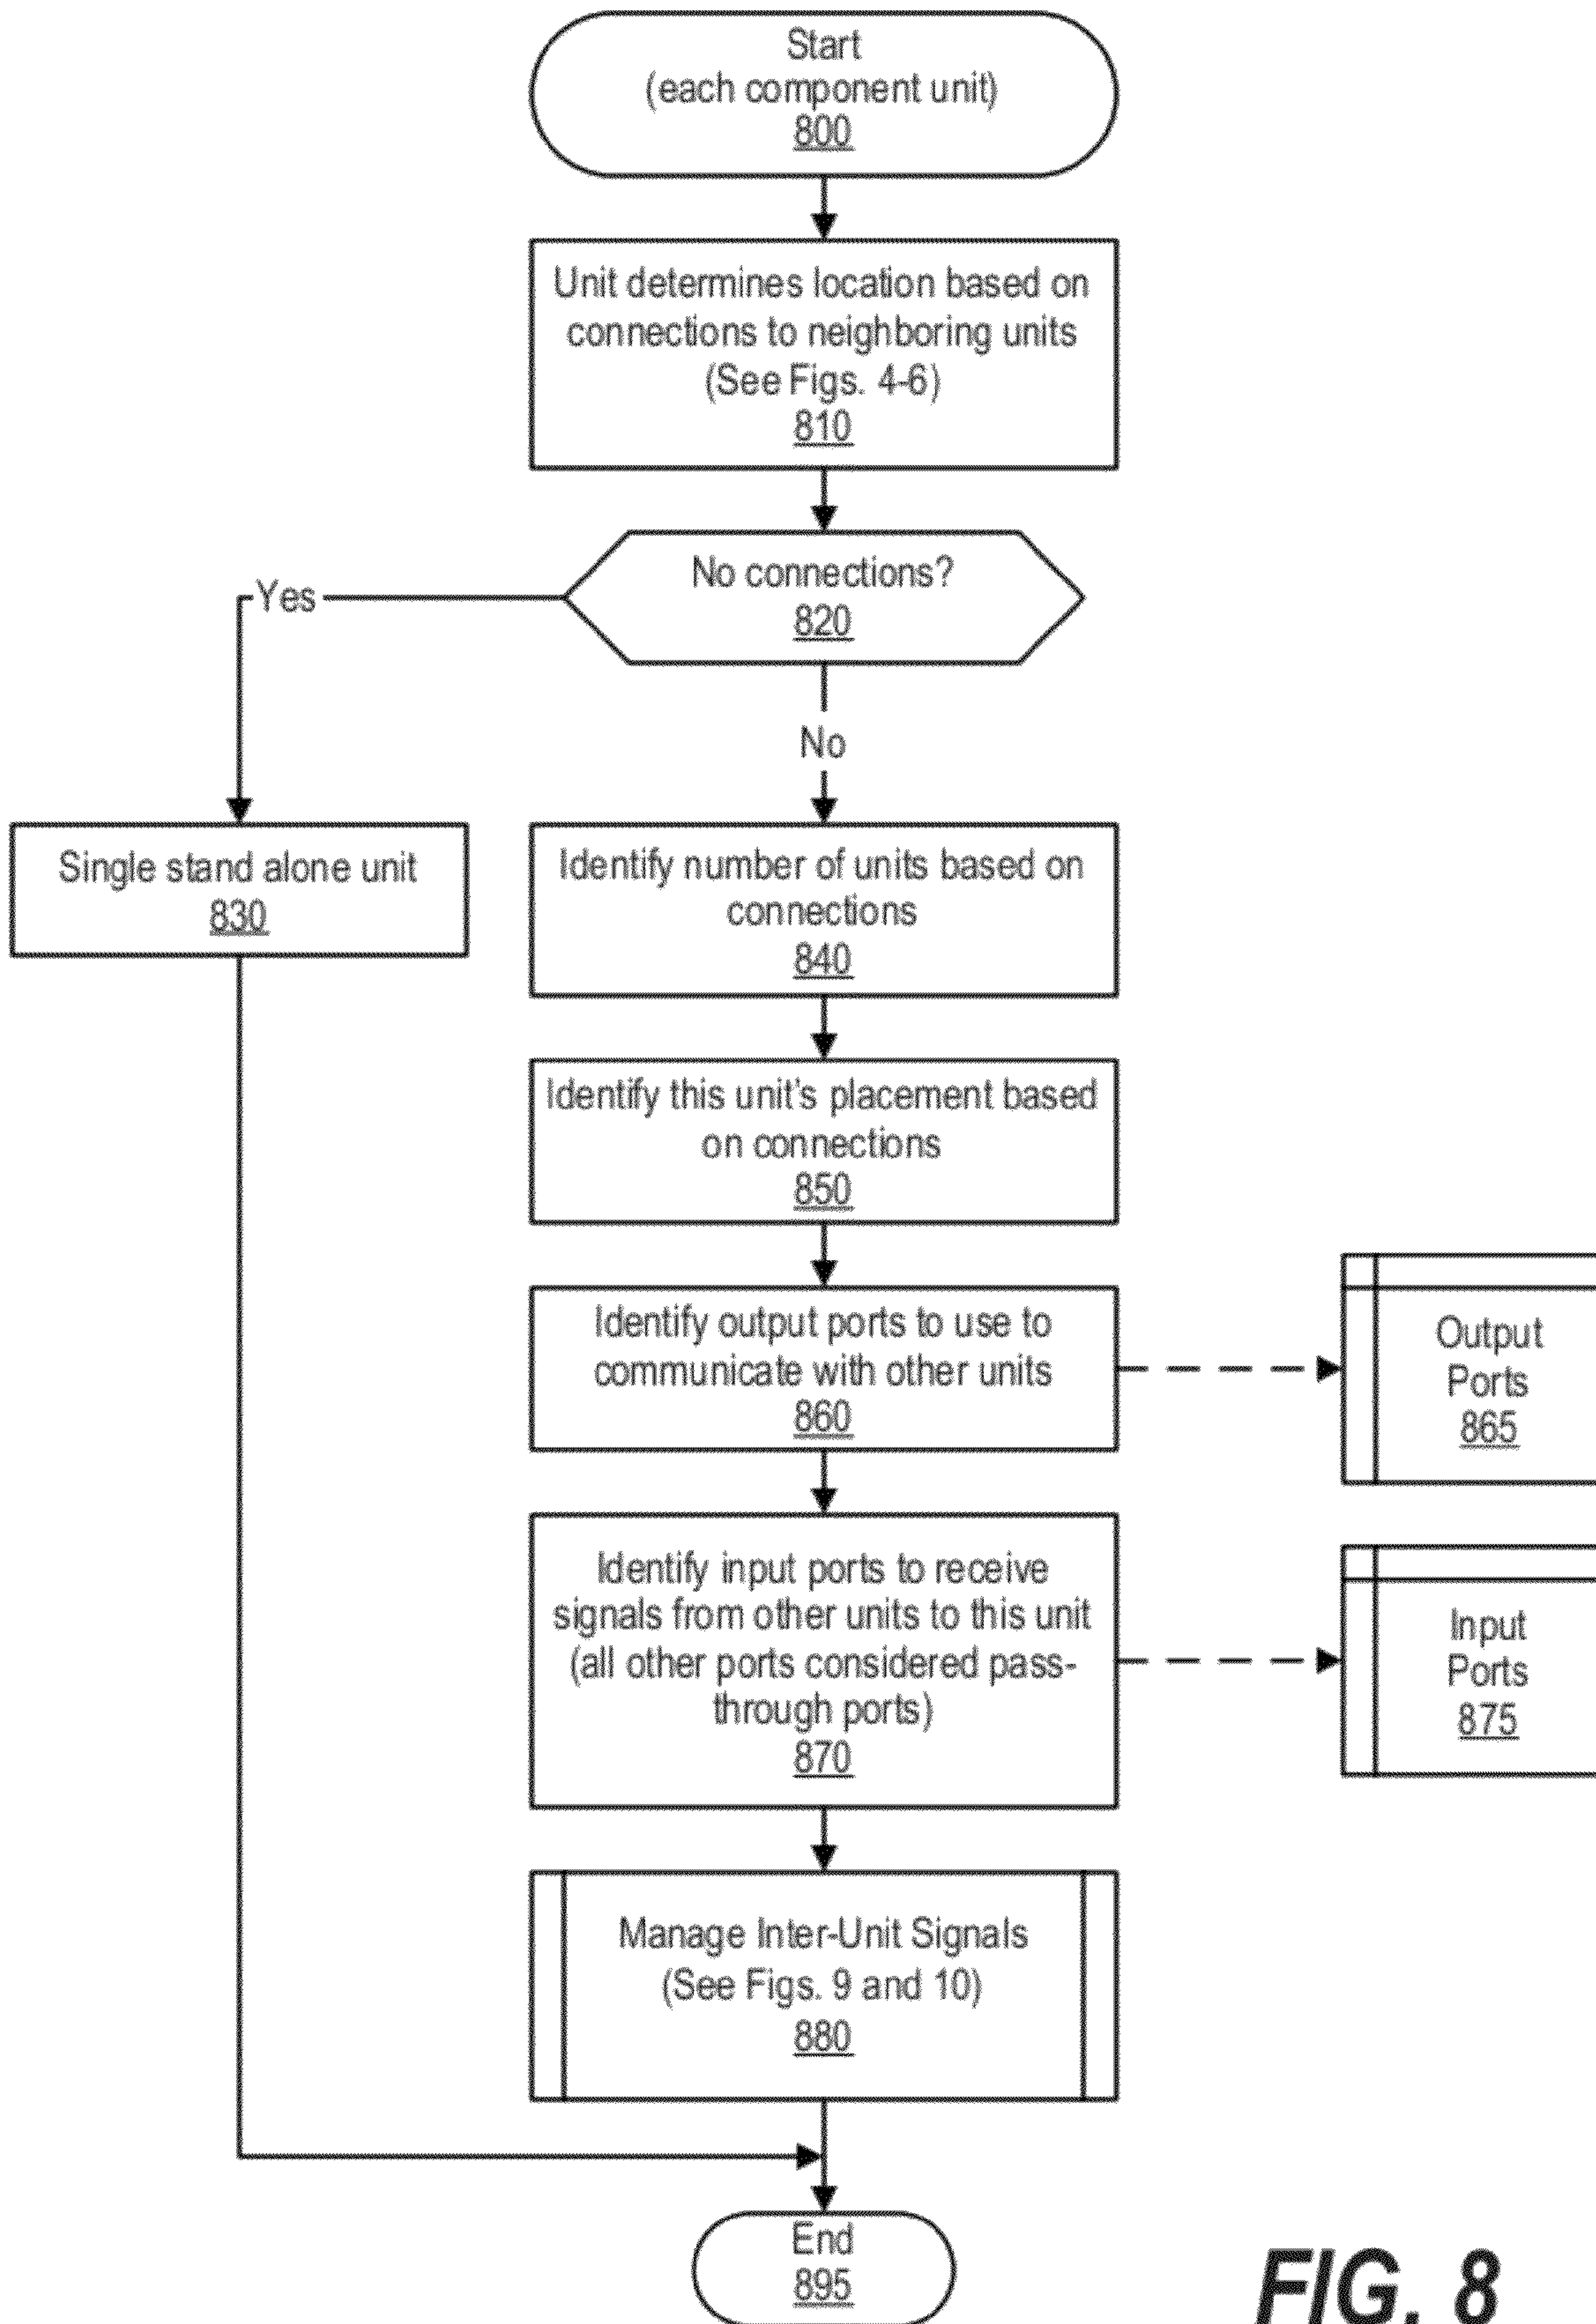 Start
(each component unit)
800
Unit determines location based on
connections to neighboring units
(See Figs. 4-6)
810
No connections?
820
Yes
No
Single stand alone unit
830
Identify number of units based on
connections
840
Identify this unit's placement based
on connections
850
Identify output ports to use to
communicate with other units
860
Output
Ports
865
Identify input ports to receive
signals from other units to this unit
(all other ports considered pass-
through ports)
870
Input
Ports
875
Manage Inter-Unit Signals
(See Figs. 9 and 10)
880
End
895
FIG. 8